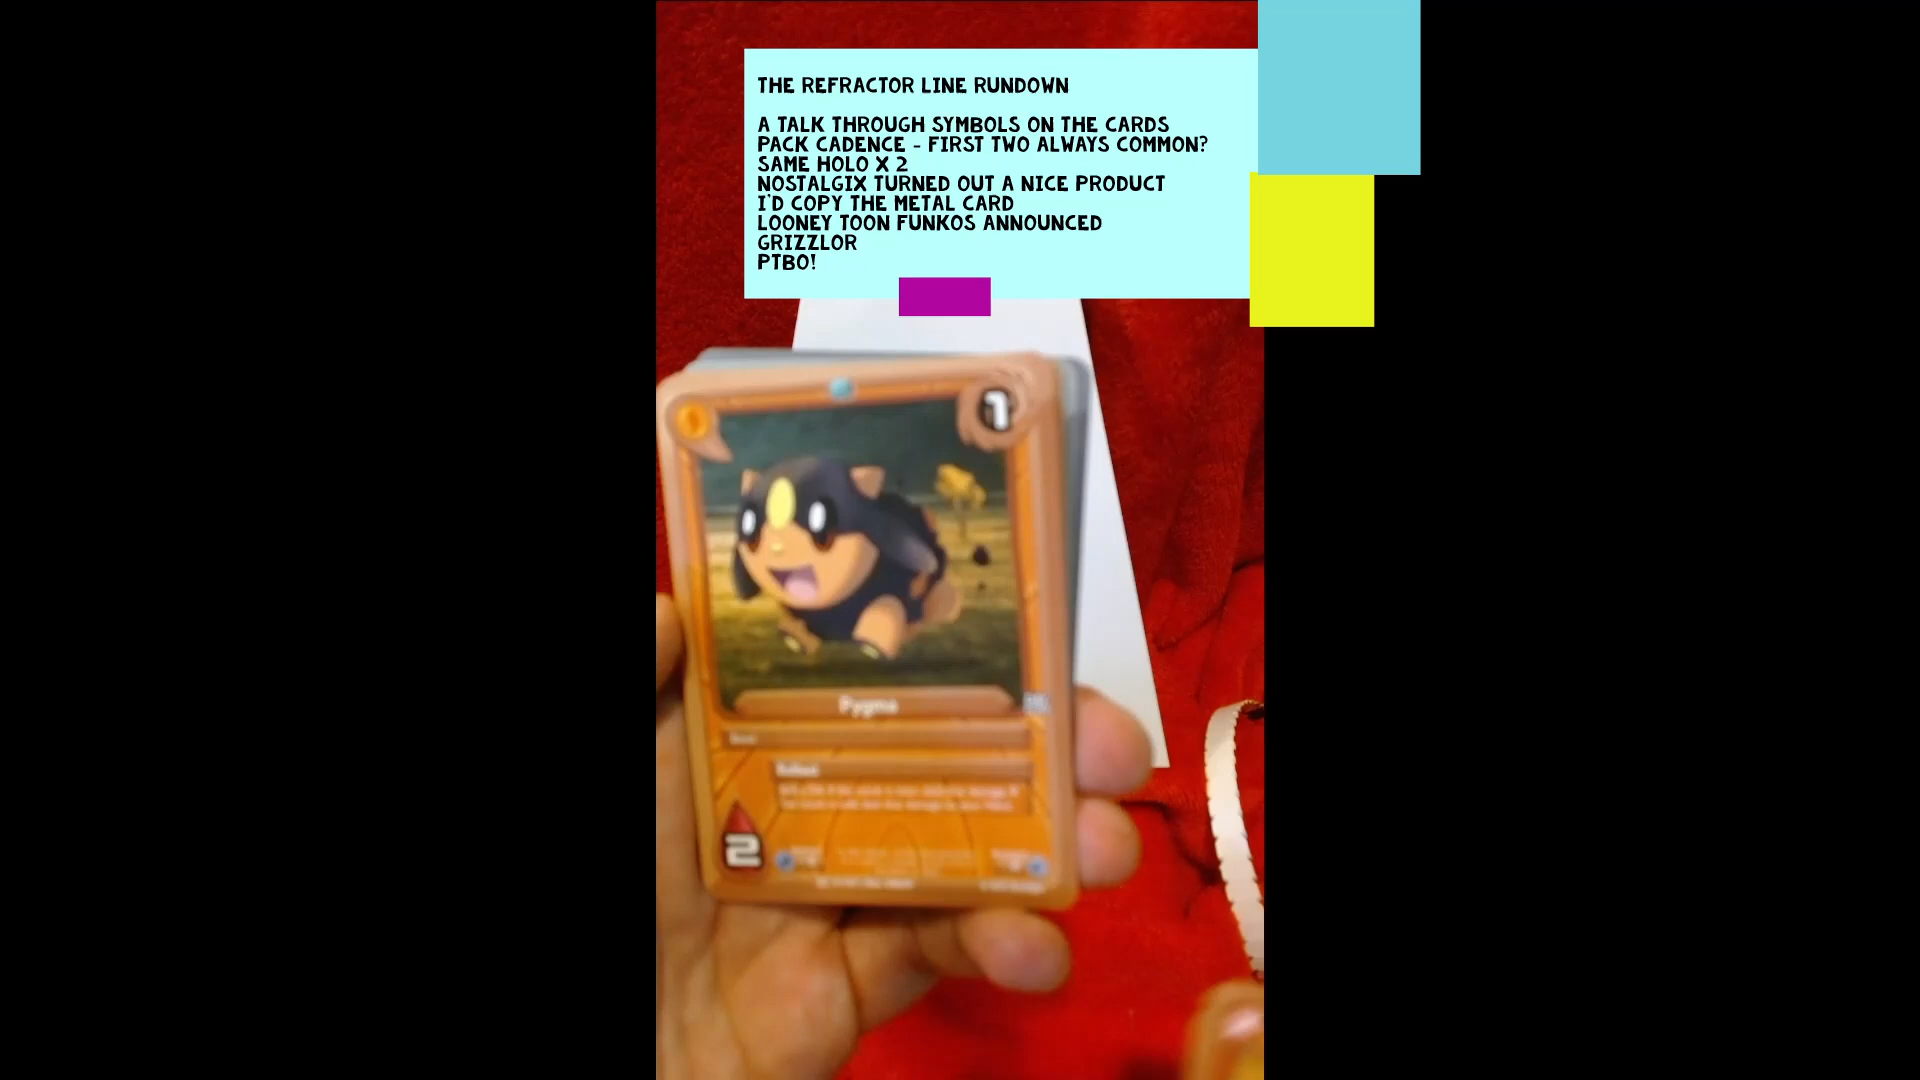 THE REFRACTOR LINE RUNDOWN
A TALK THROUGH SYMBOLS ON THE CARDS
PACK CADENCE - FIRST TWO ALWAYS COMMON?
SAME HOLO X 2
NOSTALGIX TURNED OUT A NICE PRODUCT
I'D COPY THE METAL CARD
LOONEY TOON FUNKOS ANNOUNCED
GRIZZLOR
PTBO!
1
Pygma
2